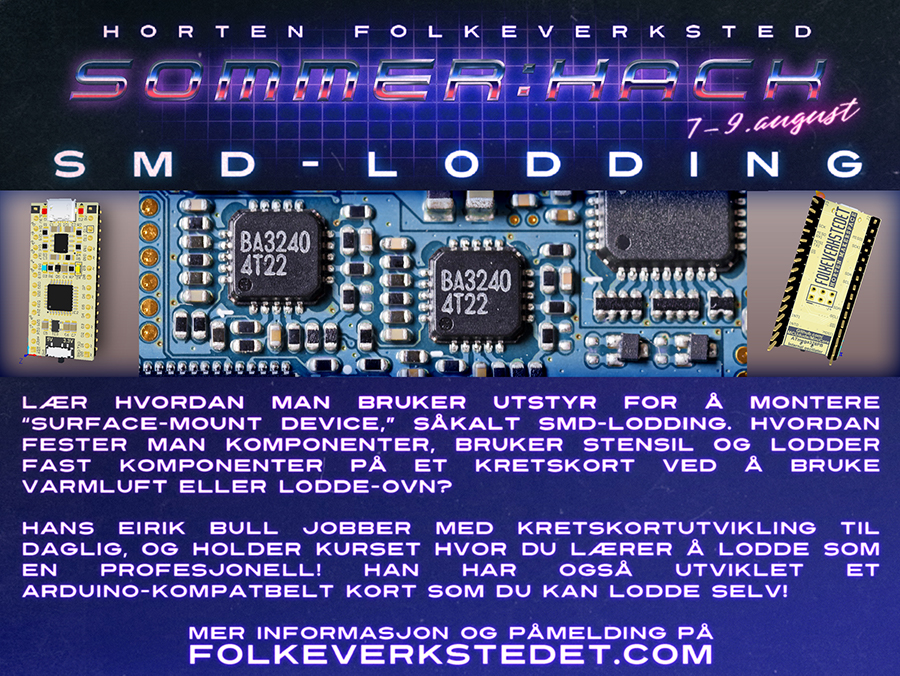 HORTEN FOLKEVERKSTED
SOMMER:HACK
7-9.august
SMD-LODDING
BA3240
4T22
BA3240
4T22
FOLKEVERKSTEDET
LÆR HVORDAN MAN BRUKER UTSTYR FOR Å MONTERE
“SURFACE-MOUNT DEVICE,” SÅKALT SMD-LODDING. HVORDAN
FESTER MAN KOMPONENTER, BRUKER STENSIL OG LODDER
FAST KOMPONENTER PÅ ET KRETSKORT VED Å BRUKE
VARMLUFT ELLER LODDE-OVN?
HANS EIRIK BULL JOBBER MED KRETSKORTUTVIKLING TIL
DAGLIG, OG HOLDER KURSET HVOR DU LÆRER Å LODDE SOM
EN PROFESJONELL! HAN HAR OGSÅ UTVIKLET ET
ARDUINO-KOMPATBELT KORT SOM DU KAN LODDE SELV!
MER INFORMASJON OG PÅMELDING PÅ
FOLKEVERKSTEDET.COM